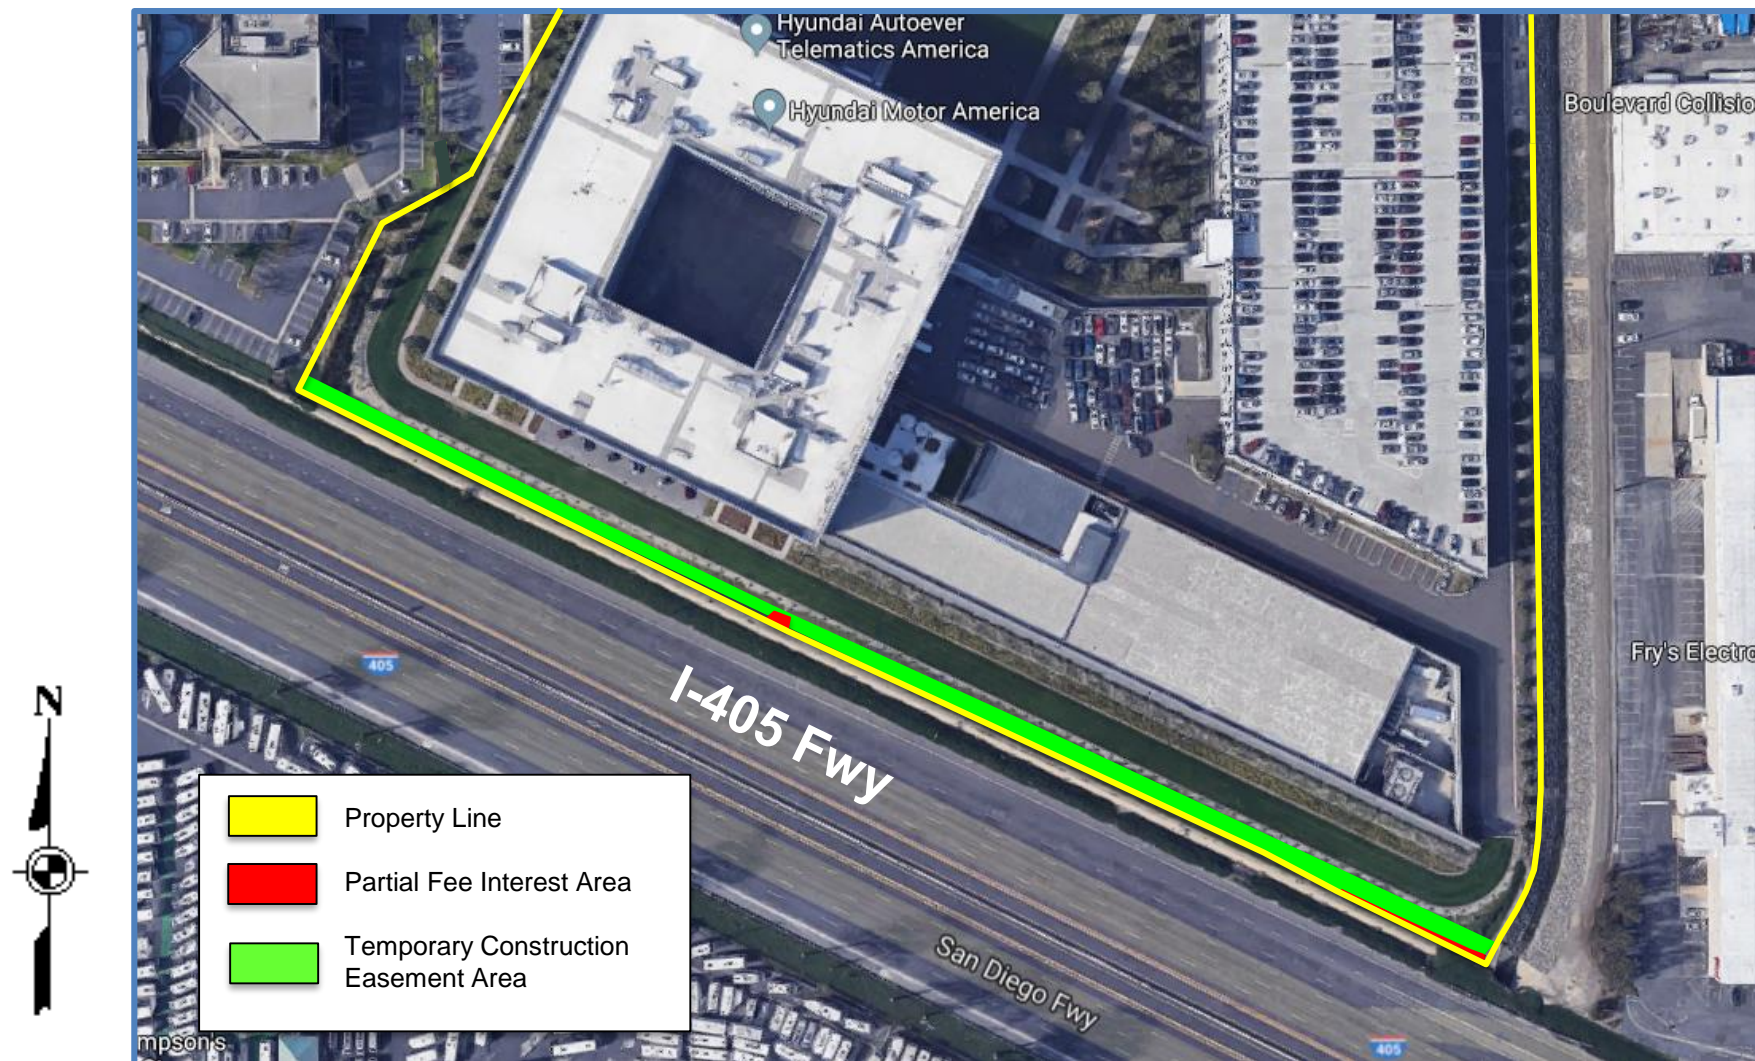 Hyundai Autoever
Telematics America
Hyundai Motor America
Boulevard Collisio
Fry's Electro
405
I-405 Fwy
N
Property Line
Partial Fee Interest Area
Temporary Construction
Easement Area
San Diego Fwy
mpson's
405